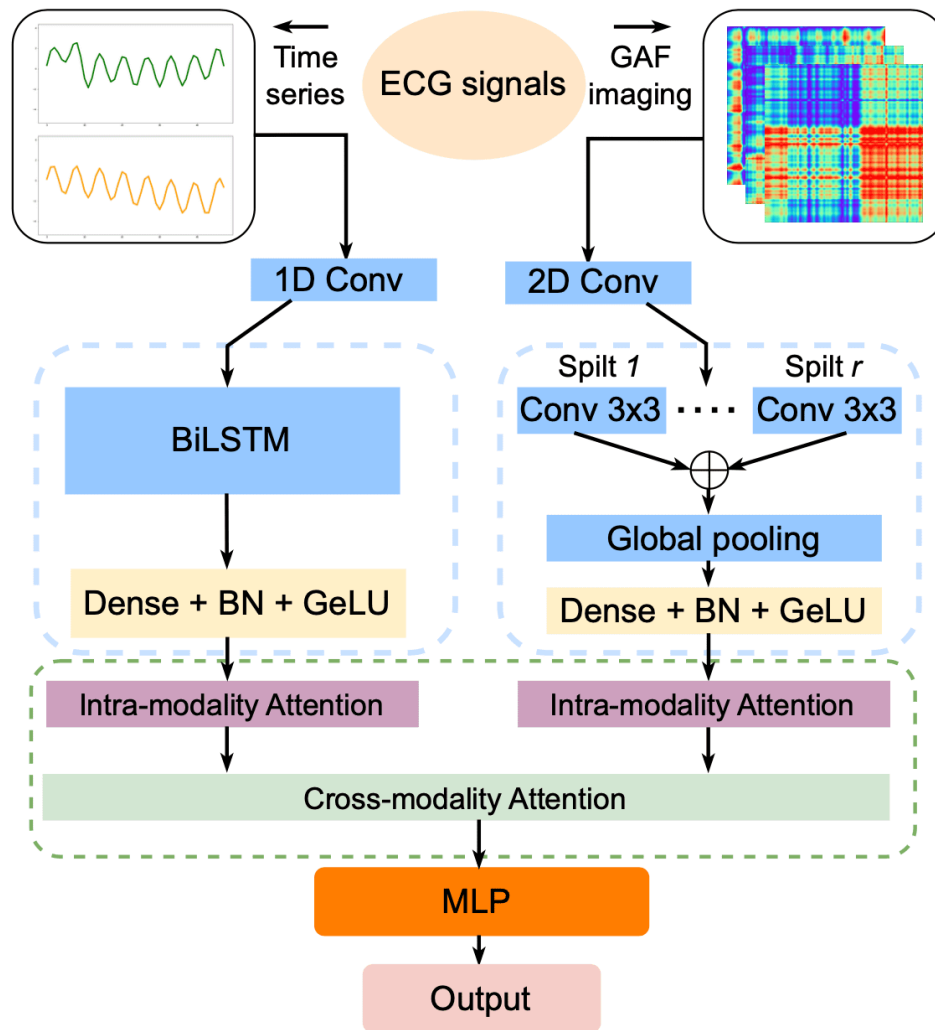 Time
series
ECG signals
GAF
imaging
1D Conv
2D Conv
Spilt 1
Spilt r
Conv 3x3
....
Conv 3x3
BiLSTM
Global pooling
Dense + BN + GeLU
Dense + BN + GeLU
Intra-modality Attention
Intra-modality Attention
Cross-modality Attention
MLP
Output